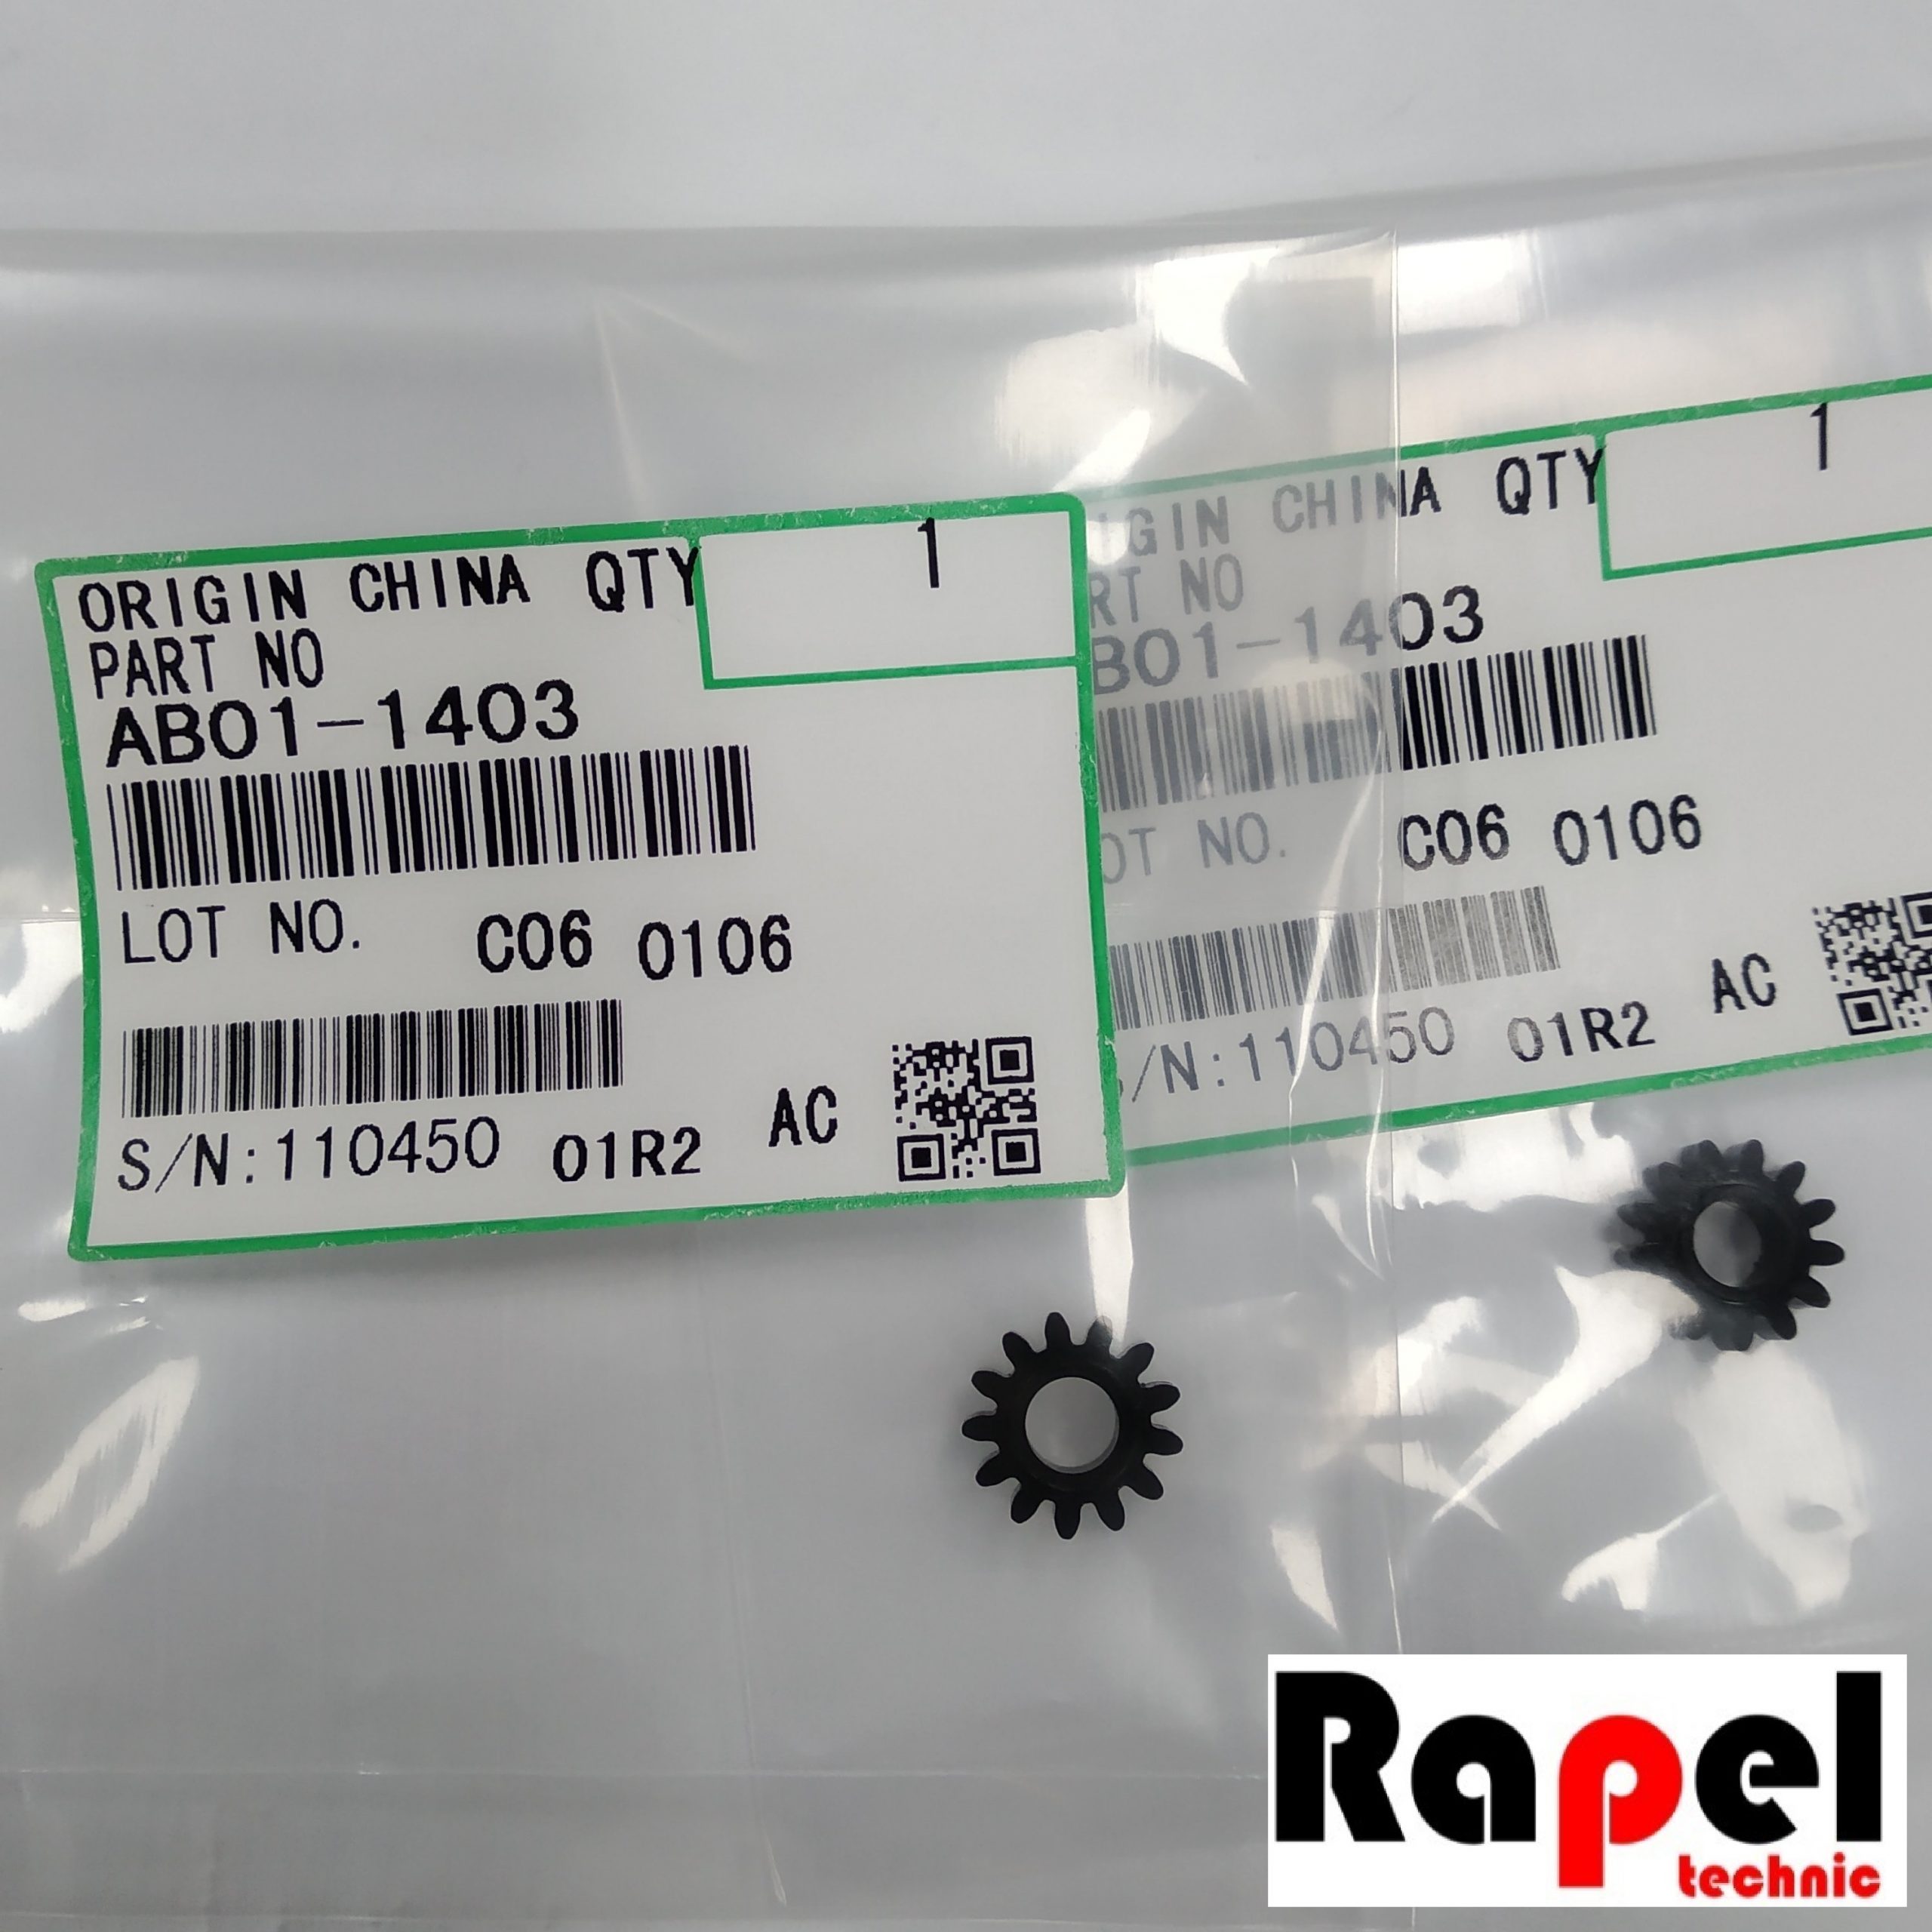 ORIGIN CHINA QTY 1
PART NO
AB01-1403
LOT NO. C06 0106
S/N:110450 01R2 AC
IGIN CHINA QTY 1
RT NO
B01-1403
OT NO. C06 0106
/N:110450 01R2 AC
Rapel
technic